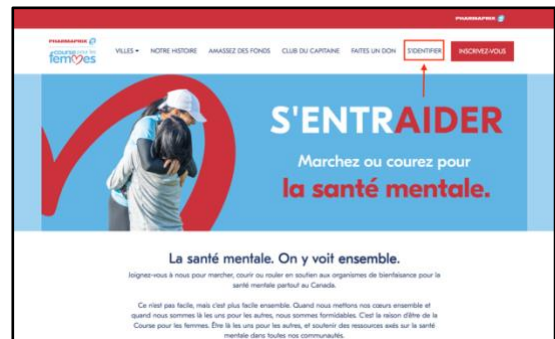 PHARMAPRIX
PHARMAPRIX
course pour les
femmes
VILLES NOTRE HISTOIRE AMASSEZ DES FONDS CLUB DU CAPITAINE FAITES UN DON S'IDENTIFIER INSCRIVEZ-VOUS
S'ENTRAIDER
Marchez ou courez pour
la santé mentale.
La santé mentale. On y voit ensemble.
Joignez-vous à nous pour marcher, courir ou rouler en soutien aux organismes de bienfaisance pour la
santé mentale partout au Canada.
Ce n'est pas facile, mais c'est plus facile ensemble. Quand nous mettons nos cœurs ensemble et
quand nous sommes là les uns pour les autres, nous sommes formidables. C'est la raison d'être de la
Course pour les femmes. Être là les uns pour les autres, et soutenir des ressources axés sur la santé
mentale dans toutes nos communautés.